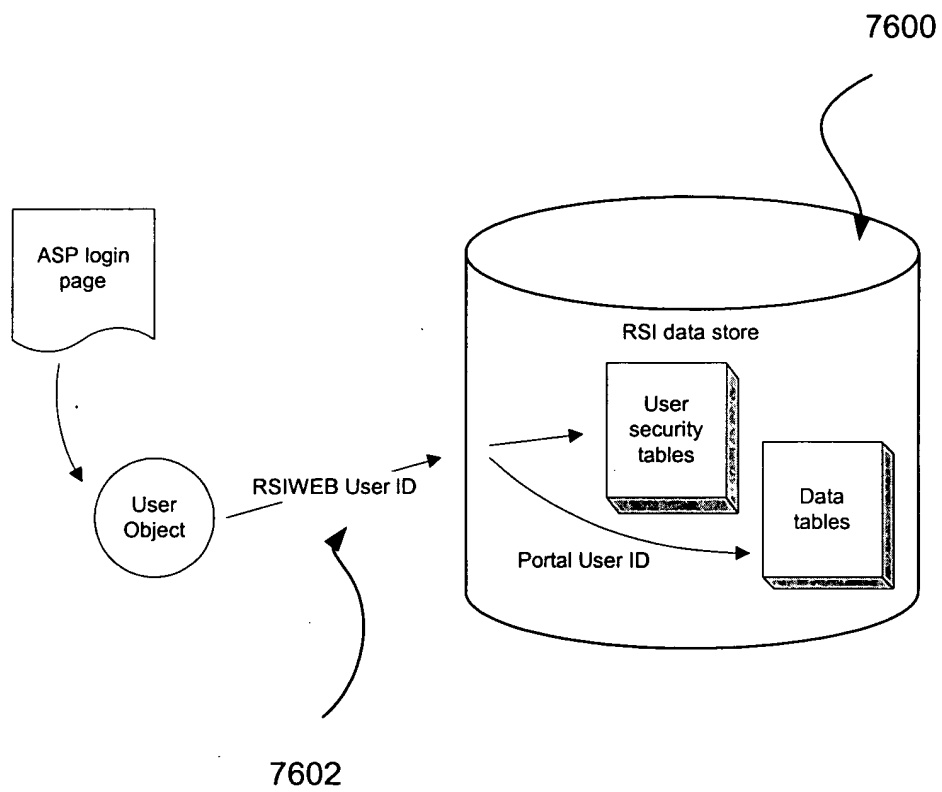 7600
ASP login
page
RSI data store
User
security
tables
RSIWEB User ID
User
Object
Data
tables
Portal User ID
7602